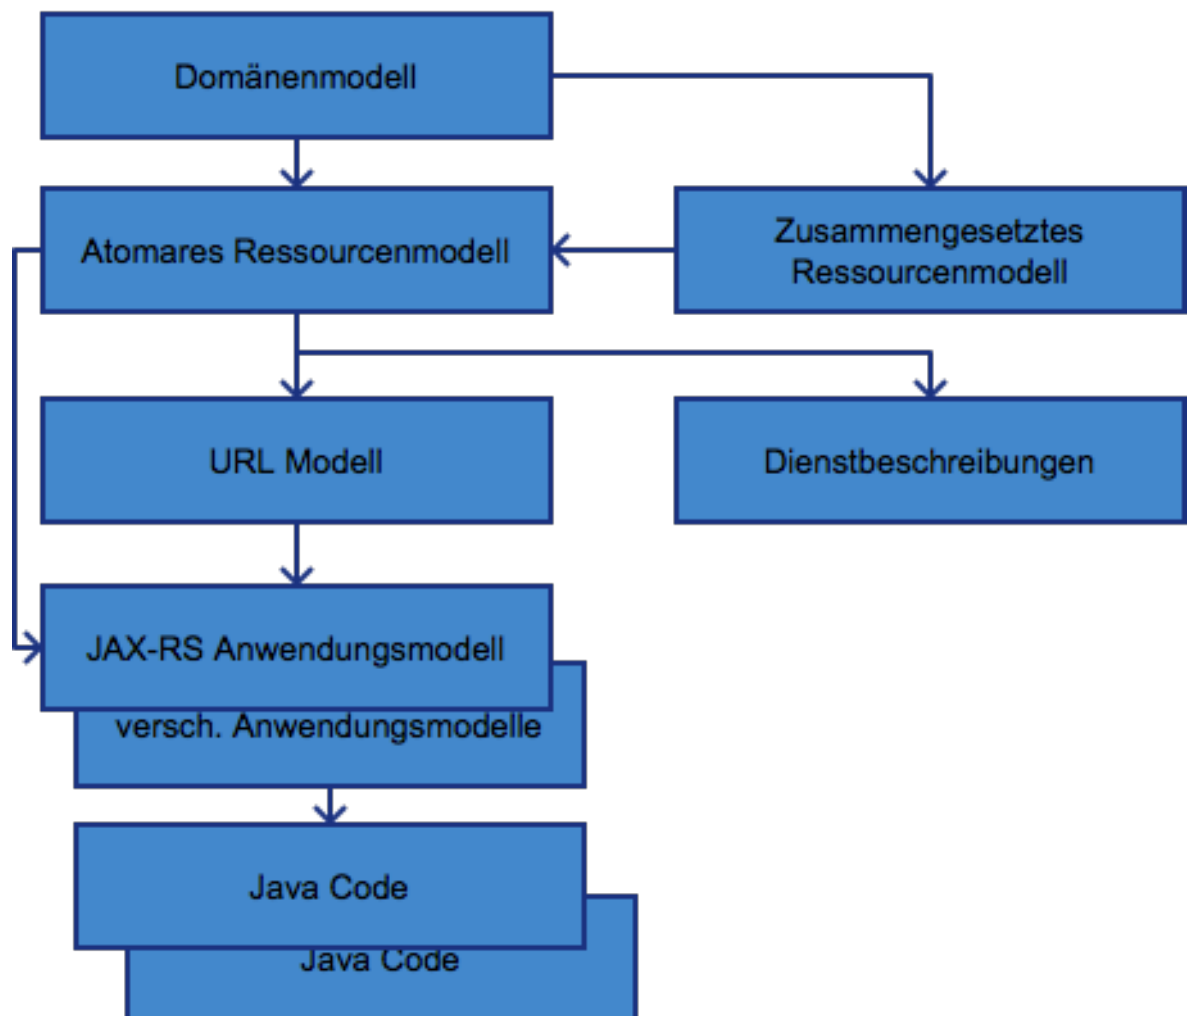 Domänenmodell
Atomares Ressourcenmodell
Zusammengesetztes
Ressourcenmodell
URL Modell
Dienstbeschreibungen
JAX-RS Anwendungsmodell
versch. Anwendungsmodelle
Java Code
Java Code